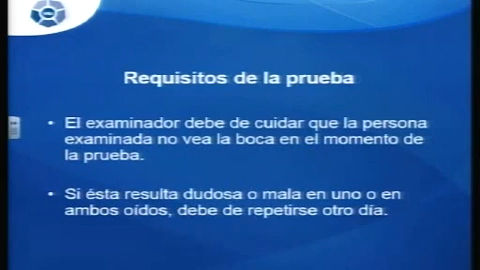 Requisitos de la prueba
• El examinador debe de cuidar que la persona
examinada no vea la boca en el momento de
la prueba.
• Si ésta resulta dudosa o mala en uno o en
ambos oídos, debe de repetirse otro día.